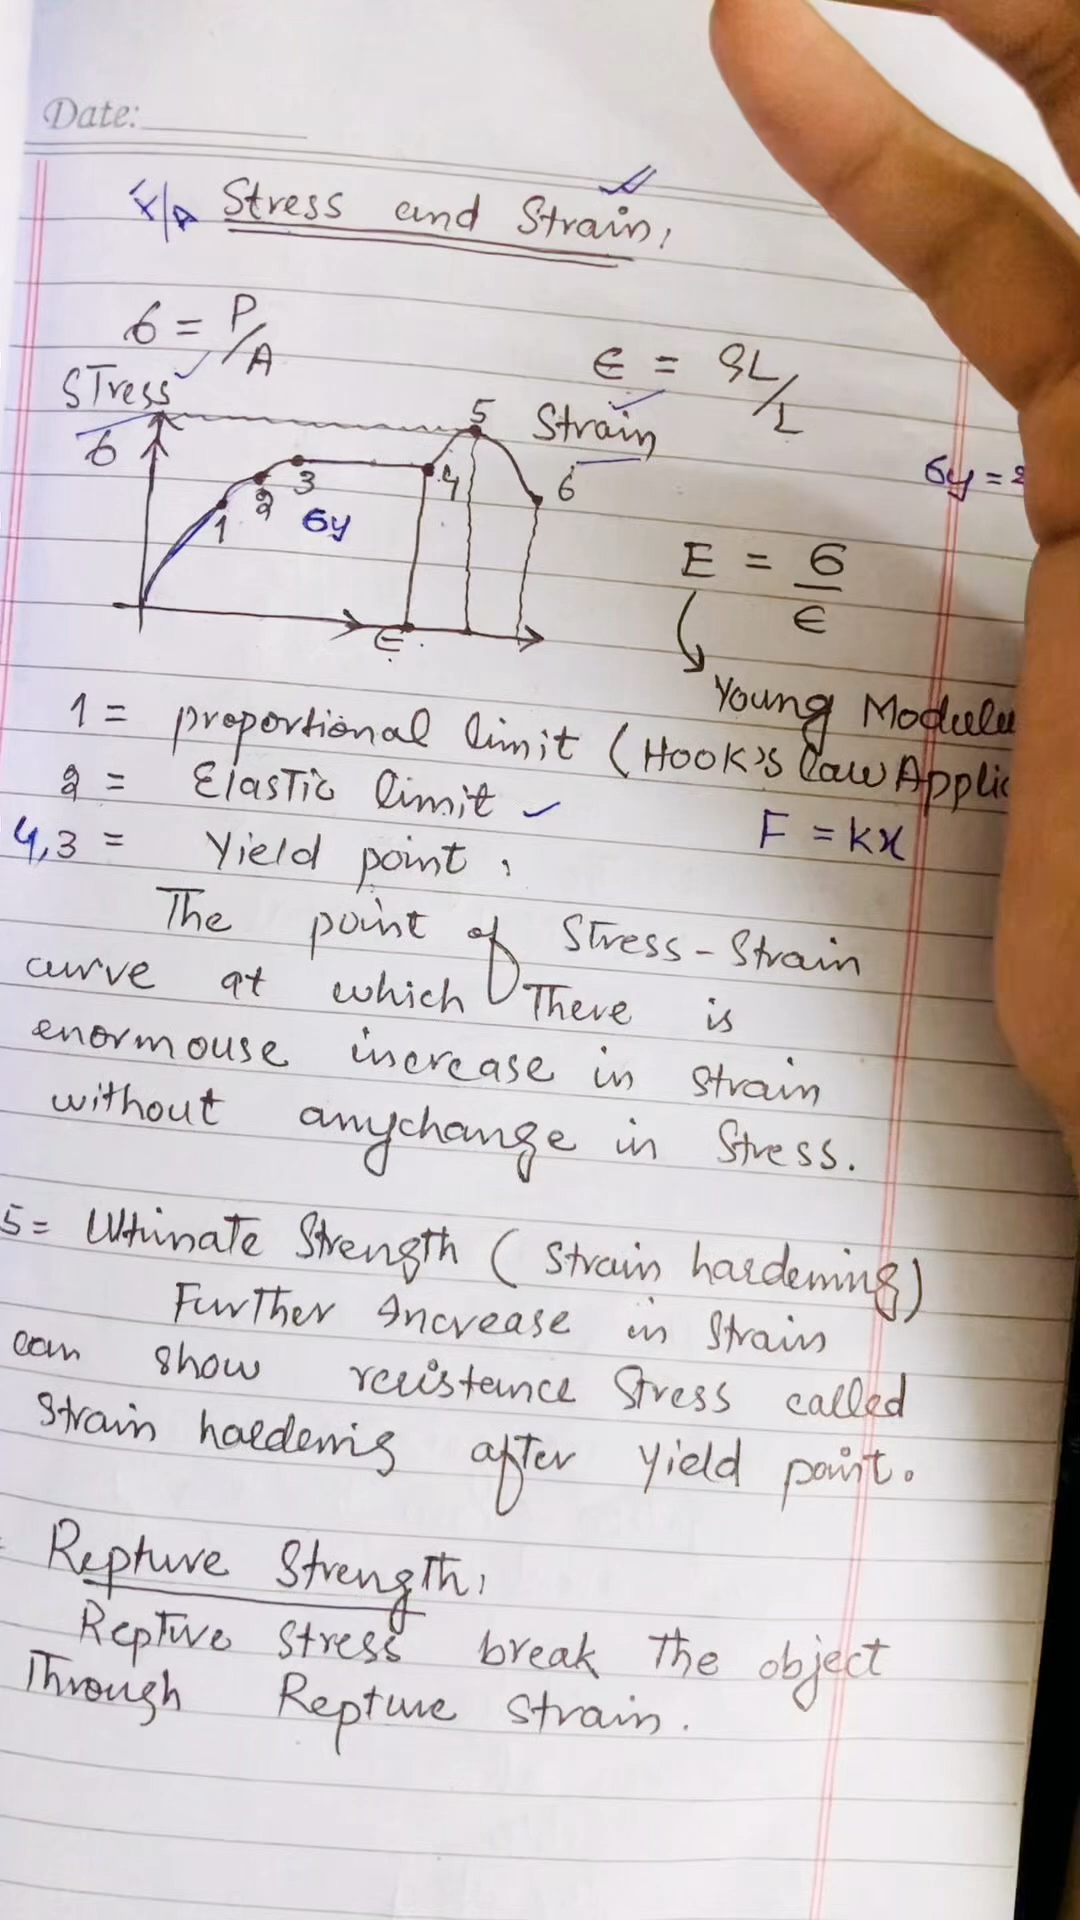 Date:
F/A Stress and Strain,
6 = P/A
STress
6
ϵ = δL/L
Strain
1
2
3
4
5
6
6y
6y =
E = 6/ϵ
ϵ
Young Modulu
1 = proportional limit (Hook's law Applic
2 = Elastic limit
F = kx
4,3 = Yield point,
The point of Stress-Strain
curve at which There is
enormouse increase in strain
without anychange in Stress.
5= Ultimate Strength ( Strain hardening)
Further Increase in Strain
can show resistance Stress called
Strain hardening after Yield point.
Repture Strength,
Repture Stress break The object
Through Repture Strain.